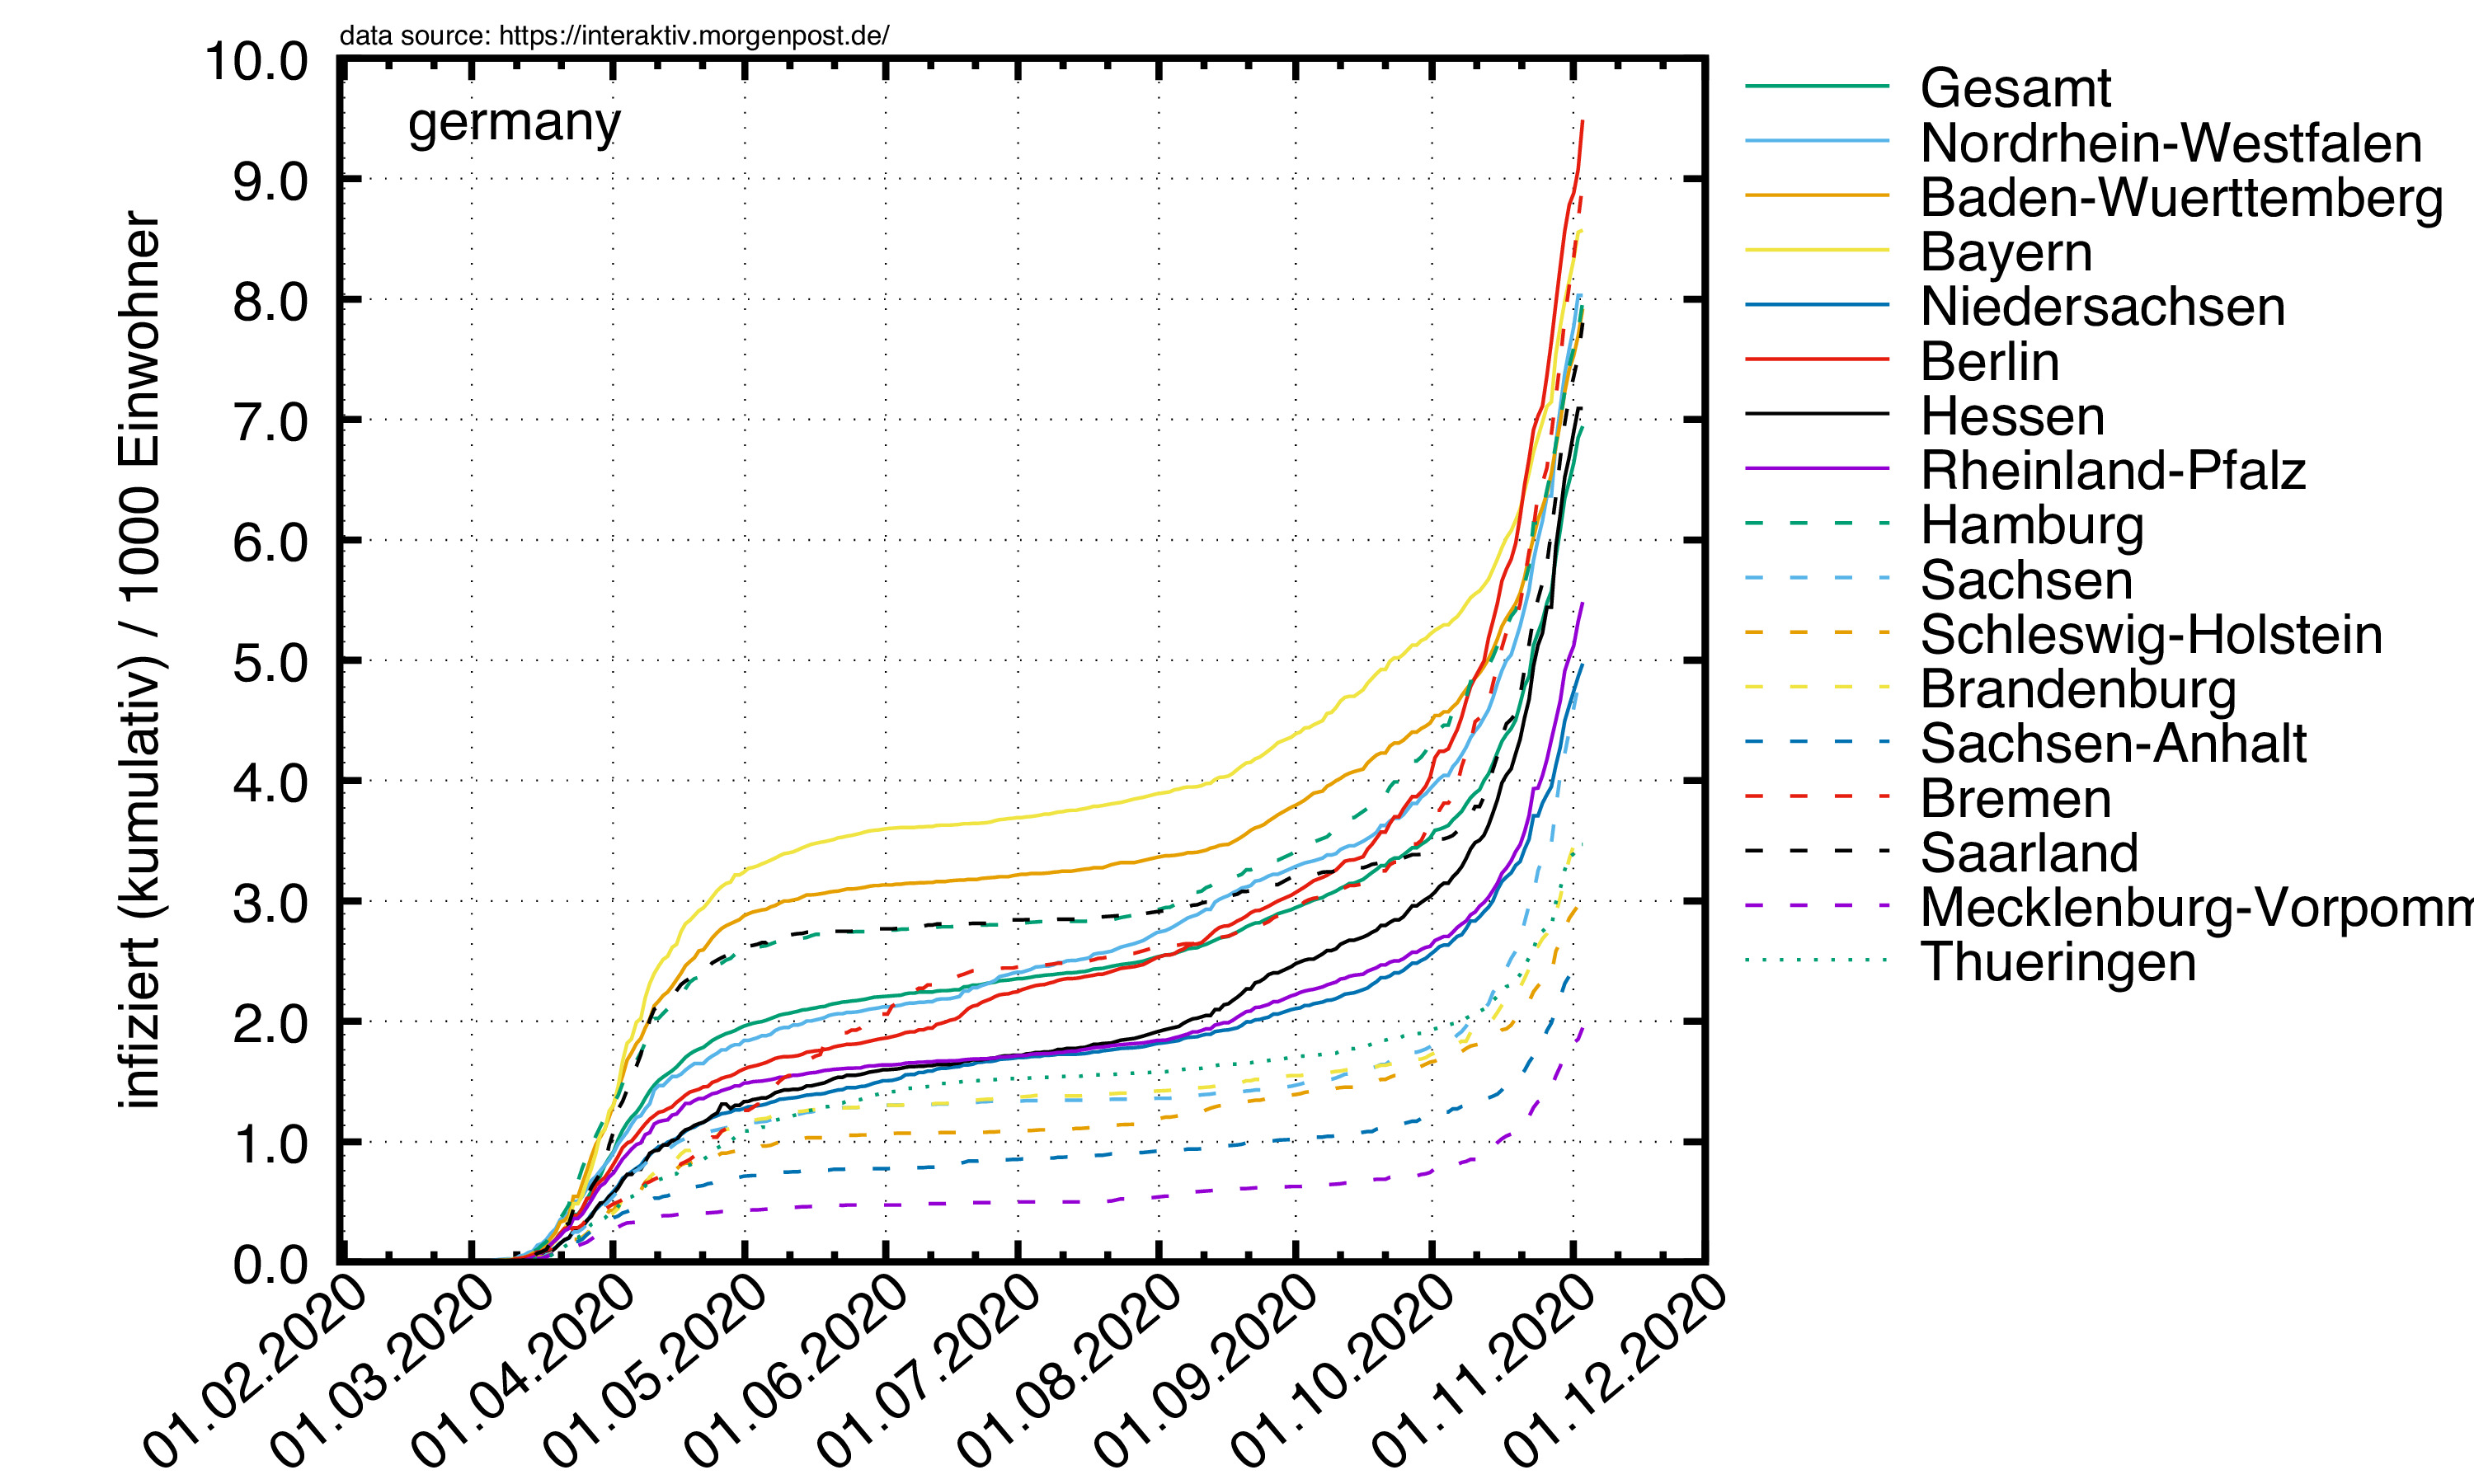 data source: https://interaktiv.morgenpost.de/
germany
infiziert (kumulativ) / 1000 Einwohner
10.0
9.0
8.0
7.0
6.0
5.0
4.0
3.0
2.0
1.0
0.0
01.02.2020
01.03.2020
01.04.2020
01.05.2020
01.06.2020
01.07.2020
01.08.2020
01.09.2020
01.10.2020
01.11.2020
01.12.2020
Gesamt
Nordrhein-Westfalen
Baden-Wuerttemberg
Bayern
Niedersachsen
Berlin
Hessen
Rheinland-Pfalz
Hamburg
Sachsen
Schleswig-Holstein
Brandenburg
Sachsen-Anhalt
Bremen
Saarland
Mecklenburg-Vorpomm
Thueringen